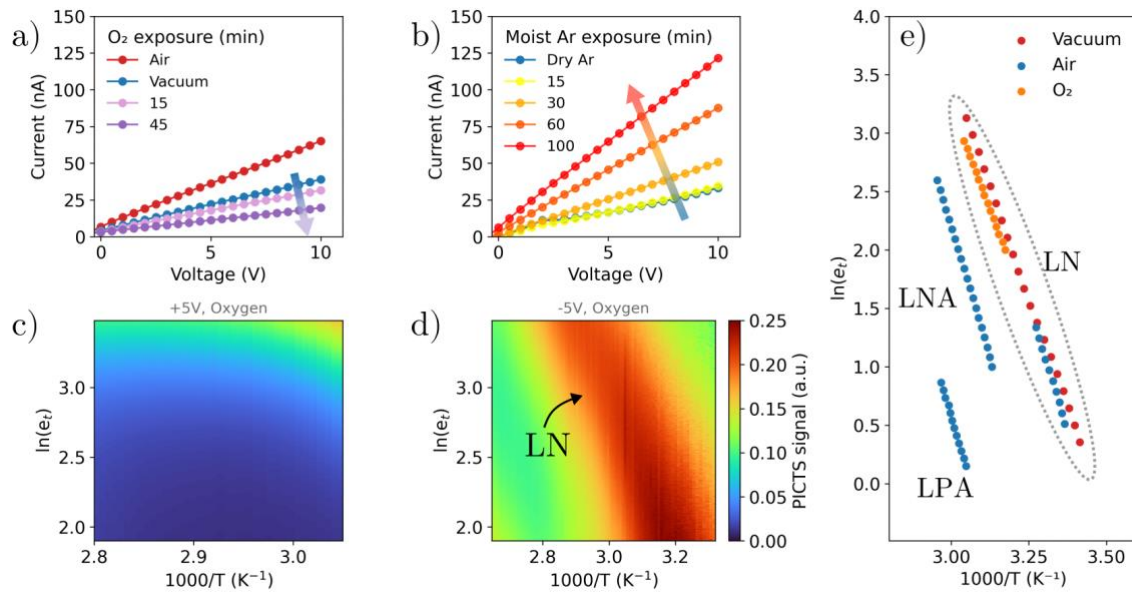 a)
O₂ exposure (min)
Air
Vacuum
15
45
150
125
100
75
50
25
0
Current (nA)
0
5
10
Voltage (V)
b)
Moist Ar exposure (min)
Dry Ar
15
30
60
100
150
125
100
75
50
25
0
Current (nA)
0
5
10
Voltage (V)
c)
+5V, Oxygen
3.0
2.5
2.0
ln(eₜ)
2.8
2.9
3.0
1000/T (K⁻¹)
d)
-5V, Oxygen
LN
3.0
2.5
2.0
ln(eₜ)
2.8
3.0
3.2
1000/T (K⁻¹)
0.25
0.20
0.15
0.10
0.05
0.00
PICTS signal (a.u.)
e)
Vacuum
Air
O₂
LN
LNA
LPA
4.0
3.5
3.0
2.5
2.0
1.5
1.0
0.5
0.0
ln(eₜ)
3.00
3.25
3.50
1000/T (K⁻¹)